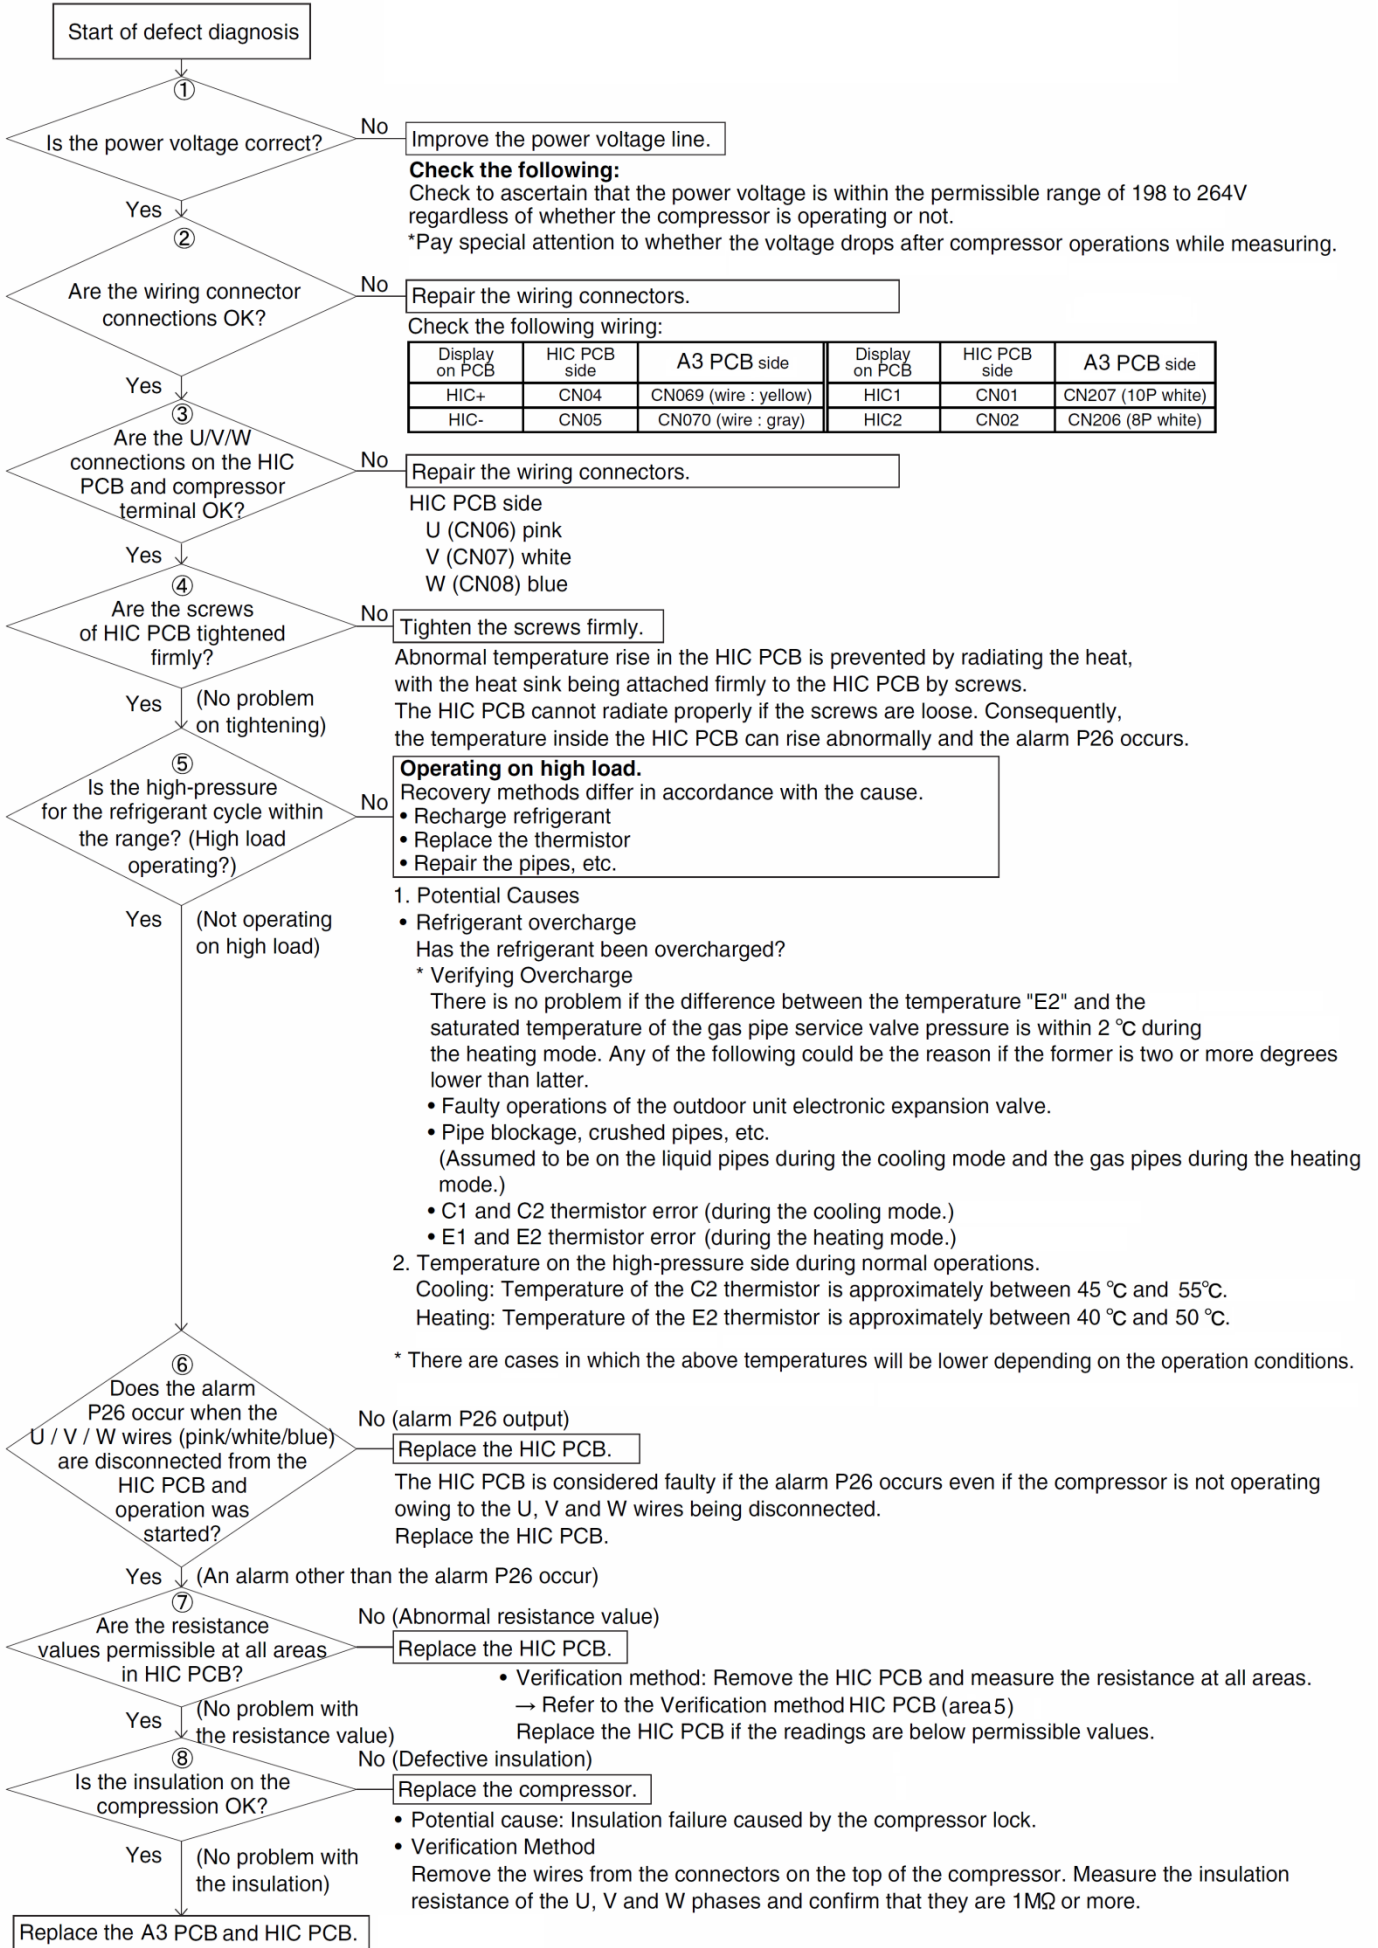 Start of defect diagnosis
①
Is the power voltage correct?
No
Improve the power voltage line.
Check the following:
Check to ascertain that the power voltage is within the permissible range of 198 to 264V
regardless of whether the compressor is operating or not.
*Pay special attention to whether the voltage drops after compressor operations while measuring.
Yes
②
Are the wiring connector
connections OK?
No
Repair the wiring connectors.
Check the following wiring:
Display on PCB | HIC PCB side | A3 PCB side | Display on PCB | HIC PCB side | A3 PCB side
HIC+ | CN04 | CN069 (wire : yellow) | HIC1 | CN01 | CN207 (10P white)
HIC- | CN05 | CN070 (wire : gray) | HIC2 | CN02 | CN206 (8P white)
Yes
③
Are the U/V/W
connections on the HIC
PCB and compressor
terminal OK?
No
Repair the wiring connectors.
HIC PCB side
U (CN06) pink
V (CN07) white
W (CN08) blue
Yes
④
Are the screws
of HIC PCB tightened
firmly?
No
Tighten the screws firmly.
Abnormal temperature rise in the HIC PCB is prevented by radiating the heat,
with the heat sink being attached firmly to the HIC PCB by screws.
The HIC PCB cannot radiate properly if the screws are loose. Consequently,
the temperature inside the HIC PCB can rise abnormally and the alarm P26 occurs.
Yes
(No problem
on tightening)
⑤
Is the high-pressure
for the refrigerant cycle within
the range? (High load
operating?)
No
Operating on high load.
Recovery methods differ in accordance with the cause.
• Recharge refrigerant
• Replace the thermistor
• Repair the pipes, etc.
Yes
(Not operating
on high load)
1. Potential Causes
• Refrigerant overcharge
Has the refrigerant been overcharged?
* Verifying Overcharge
There is no problem if the difference between the temperature "E2" and the
saturated temperature of the gas pipe service valve pressure is within 2 ℃ during
the heating mode. Any of the following could be the reason if the former is two or more degrees
lower than latter.
• Faulty operations of the outdoor unit electronic expansion valve.
• Pipe blockage, crushed pipes, etc.
(Assumed to be on the liquid pipes during the cooling mode and the gas pipes during the heating
mode.)
• C1 and C2 thermistor error (during the cooling mode.)
• E1 and E2 thermistor error (during the heating mode.)
2. Temperature on the high-pressure side during normal operations.
Cooling: Temperature of the C2 thermistor is approximately between 45 ℃ and 55℃.
Heating: Temperature of the E2 thermistor is approximately between 40 ℃ and 50 ℃.
* There are cases in which the above temperatures will be lower depending on the operation conditions.
⑥
Does the alarm
P26 occur when the
U / V / W wires (pink/white/blue)
are disconnected from the
HIC PCB and
operation was
started?
No (alarm P26 output)
Replace the HIC PCB.
The HIC PCB is considered faulty if the alarm P26 occurs even if the compressor is not operating
owing to the U, V and W wires being disconnected.
Replace the HIC PCB.
Yes
(An alarm other than the alarm P26 occur)
⑦
Are the resistance
values permissible at all areas
in HIC PCB?
No (Abnormal resistance value)
Replace the HIC PCB.
• Verification method: Remove the HIC PCB and measure the resistance at all areas.
→ Refer to the Verification method HIC PCB (area 5)
Replace the HIC PCB if the readings are below permissible values.
Yes
(No problem with
the resistance value)
⑧
Is the insulation on the
compression OK?
No (Defective insulation)
Replace the compressor.
• Potential cause: Insulation failure caused by the compressor lock.
• Verification Method
Remove the wires from the connectors on the top of the compressor. Measure the insulation
resistance of the U, V and W phases and confirm that they are 1MΩ or more.
Yes
(No problem with
the insulation)
Replace the A3 PCB and HIC PCB.